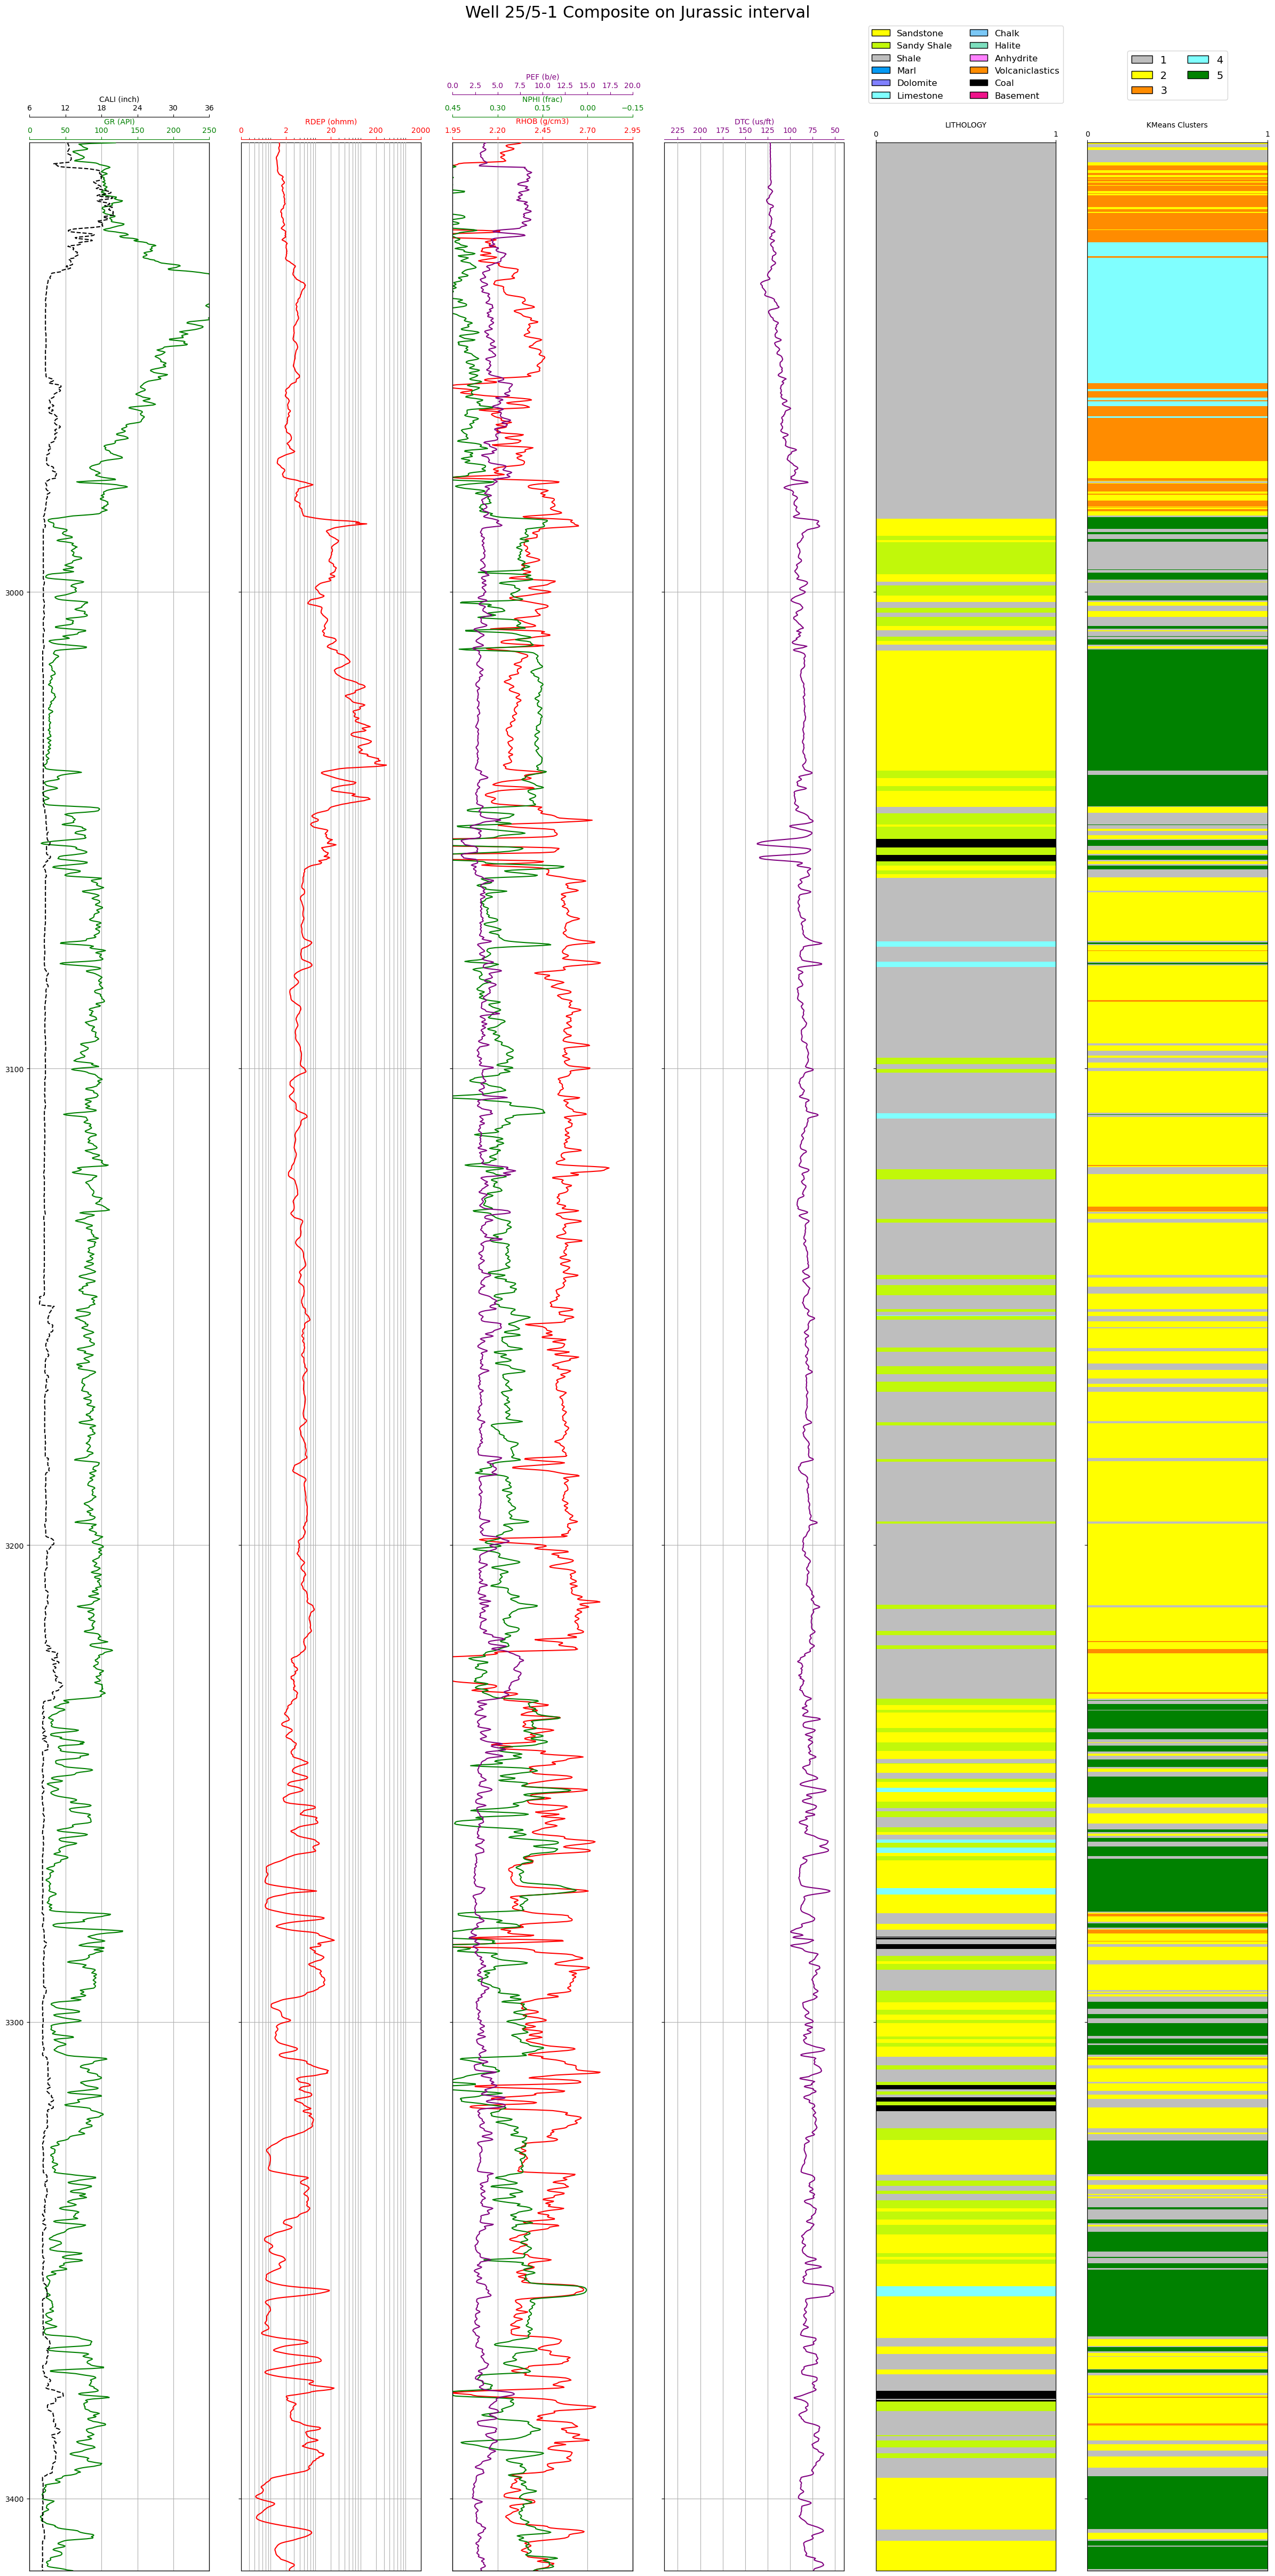 Well 25/5-1 Composite on Jurassic interval
Sandstone Chalk
Sandy Shale Halite
Shale Anhydrite
Marl Volcaniclastics
Dolomite Coal
Limestone Basement
1 4
2 5
3
PEF (b/e)
0.0 2.5 5.0 7.5 10.0 12.5 15.0 17.5 20.0
CALI (inch) NPHI (frac)
6 12 18 24 30 36 0.45 0.30 0.15 0.00 −0.15
GR (API) RDEP (ohmm) RHOB (g/cm3) DTC (us/ft) LITHOLOGY KMeans Clusters
0 50 100 150 200 250 0 2 20 200 2000 1.95 2.20 2.45 2.70 2.95 225 200 175 150 125 100 75 50 0 1 0 1
3000
3100
3200
3300
3400